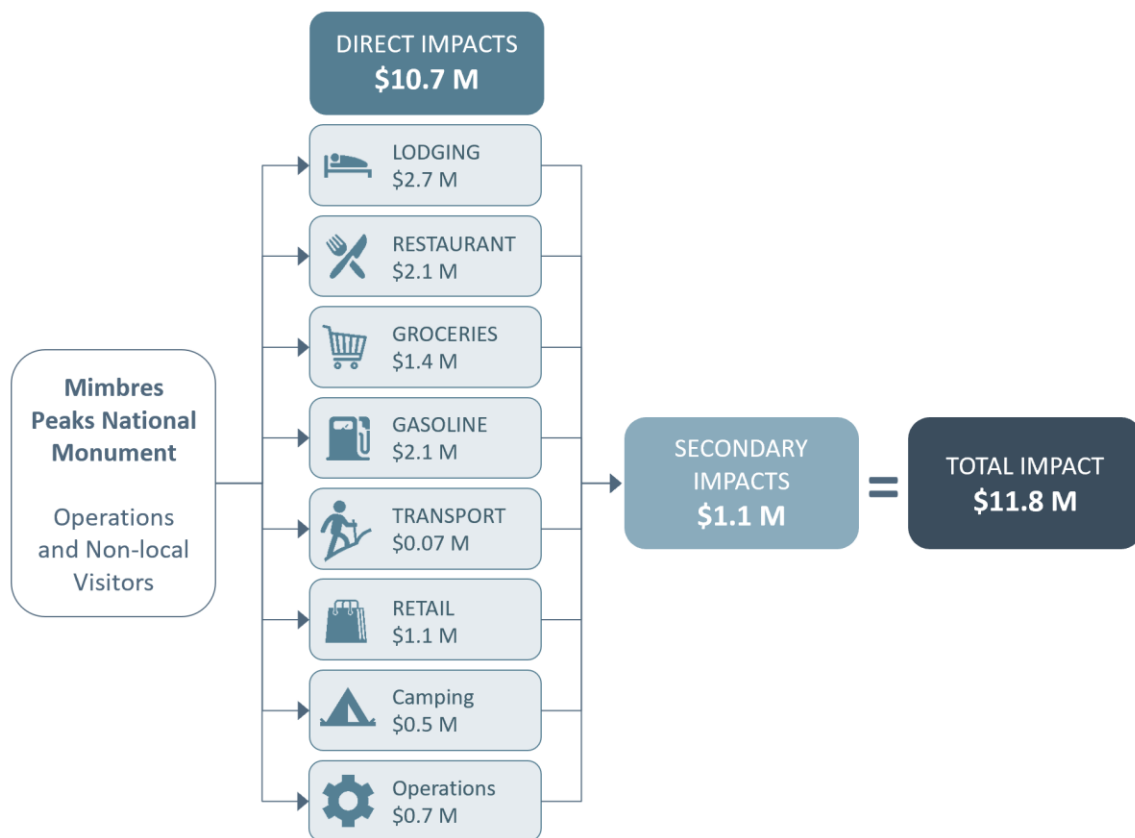 DIRECT IMPACTS
$10.7 M
LODGING
$2.7 M
RESTAURANT
$2.1 M
GROCERIES
$1.4 M
Mimbres
Peaks National
Monument
Operations
and Non-local
Visitors
GASOLINE
$2.1 M
TRANSPORT
$0.07 M
RETAIL
$1.1 M
Camping
$0.5 M
Operations
$0.7 M
SECONDARY
IMPACTS
$1.1 M
=
TOTAL IMPACT
$11.8 M